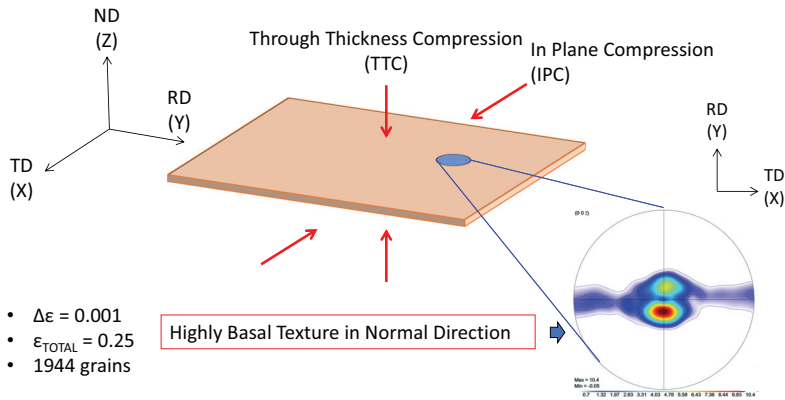 ND
(Z)
RD
(Y)
TD
(X)
Through Thickness Compression
(TTC)
In Plane Compression
(IPC)
RD
(Y)
TD
(X)
(0 0 2)
• Δε = 0.001
• εTOTAL = 0.25
• 1944 grains
Highly Basal Texture in Normal Direction
Max = 10.4
Min = -0.05
0.7 1.32 1.97 2.63 3.31 4.03 4.78 5.58 6.43 7.38 8.44 9.83 10.4